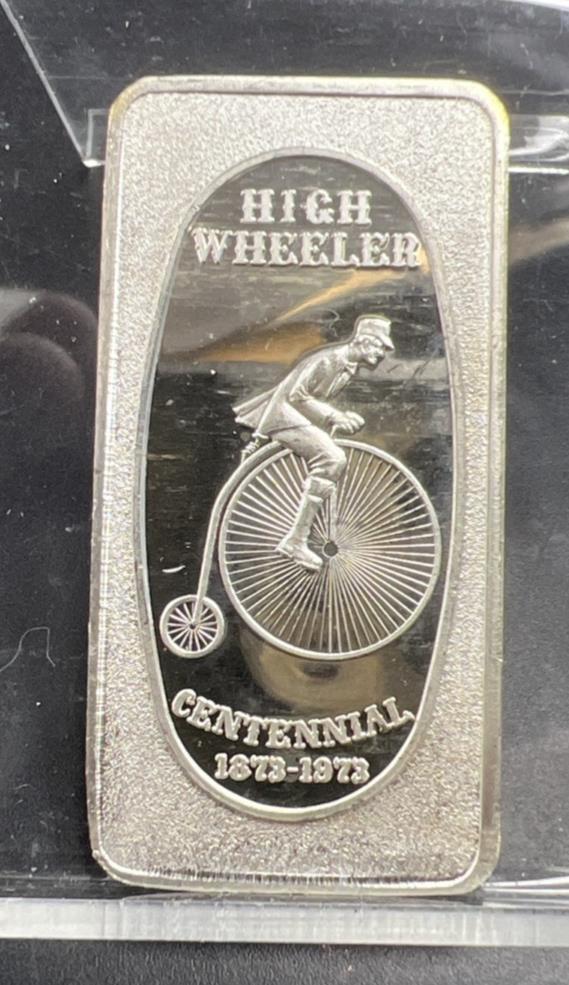 HIGH
WHEELER
CENTENNIAL
1873-1973